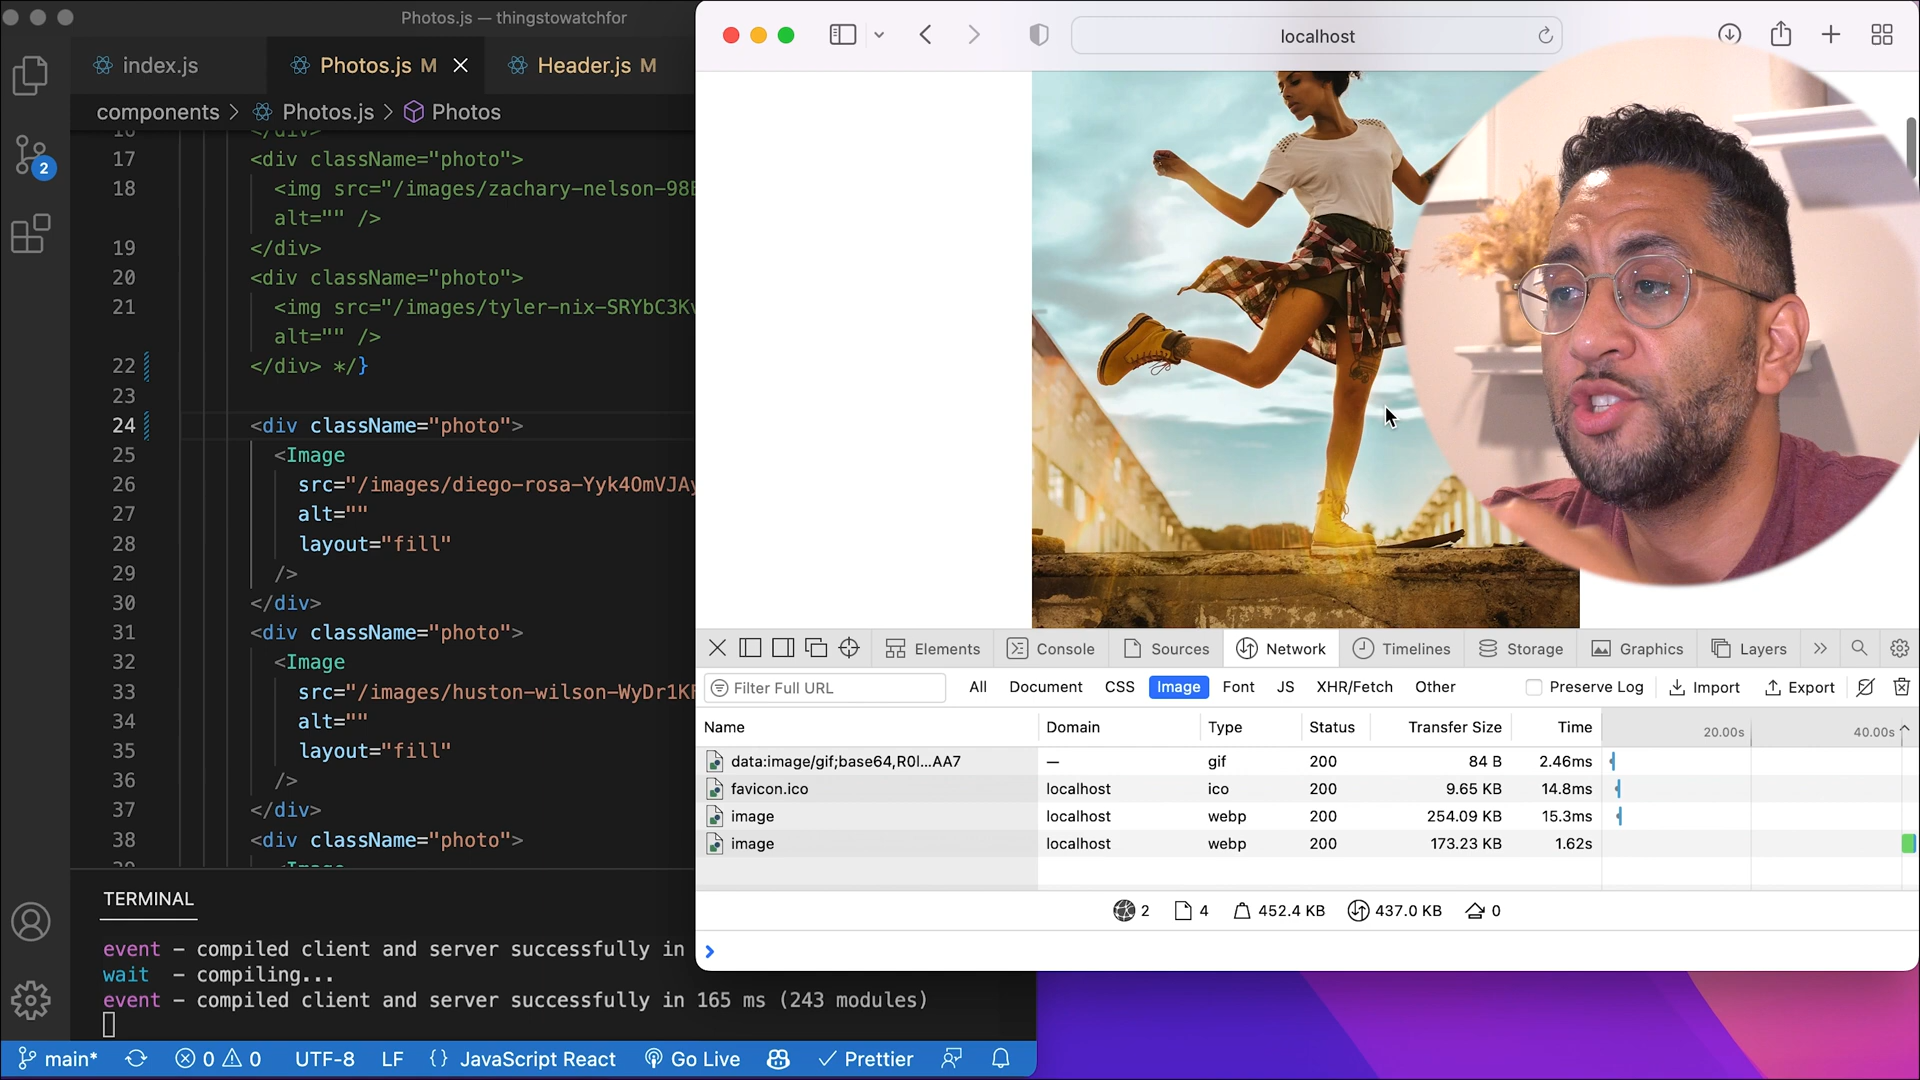 Photos.js — thingstowatchfor
index.js
Photos.js M
Header.js M
components > Photos.js > Photos
</div>
17 <div className="photo">
18 <img src="/images/zachary-nelson-98
alt="" />
19 </div>
20 <div className="photo">
21 <img src="/images/tyler-nix-SRYbC3K
alt="" />
22 </div> */}
23
24 <div className="photo">
25 <Image
26 src="/images/diego-rosa-Yyk4OmVJAy
27 alt=""
28 layout="fill"
29 />
30 </div>
31 <div className="photo">
32 <Image
33 src="/images/huston-wilson-WyDr1K
34 alt=""
35 layout="fill"
36 />
37 </div>
38 <div className="photo">
<Image
2
TERMINAL
event - compiled client and server successfully in
wait - compiling...
event - compiled client and server successfully in 165 ms (243 modules)
main* 0 0 UTF-8 LF {} JavaScript React Go Live Prettier
localhost
Elements Console Sources Network Timelines Storage Graphics Layers
Filter Full URL All Document CSS Image Font JS XHR/Fetch Other Preserve Log Import Export
Name Domain Type Status Transfer Size Time 20.00s 40.00s
data:image/gif;base64,R0l...AA7 — gif 200 84 B 2.46ms
favicon.ico localhost ico 200 9.65 KB 14.8ms
image localhost webp 200 254.09 KB 15.3ms
image localhost webp 200 173.23 KB 1.62s
2 4 452.4 KB 437.0 KB 0